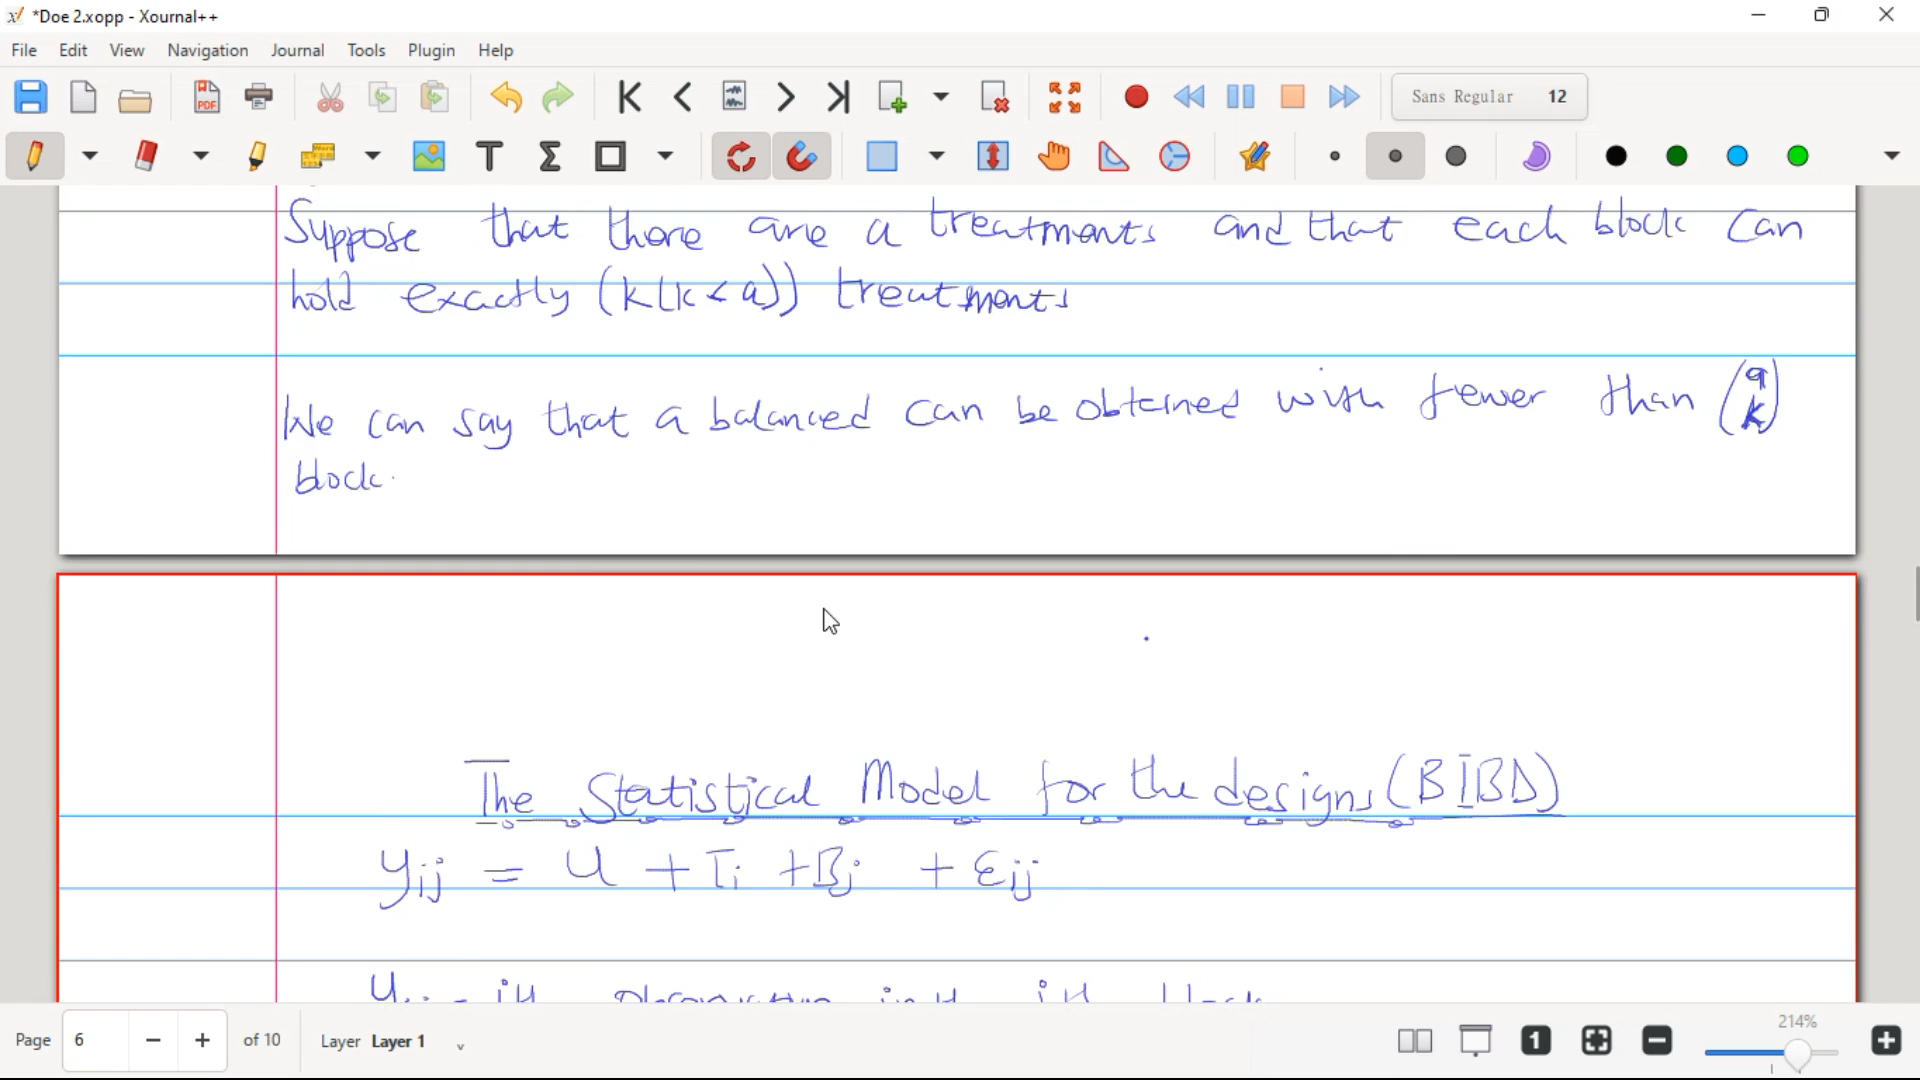 *Doe 2.xopp - Xournal++
File Edit View Navigation Journal Tools Plugin Help
Sans Regular 12
Suppose that there are a treatments and that each block can
hold exactly (k(k < a)) treatments
We can say that a balanced can be obtained with fewer than (a k)
block.
The Statistical Model for the designs (BIBD)
yij = u + Ti + Bj + Eij
Page 6 of 10 Layer Layer 1 214%